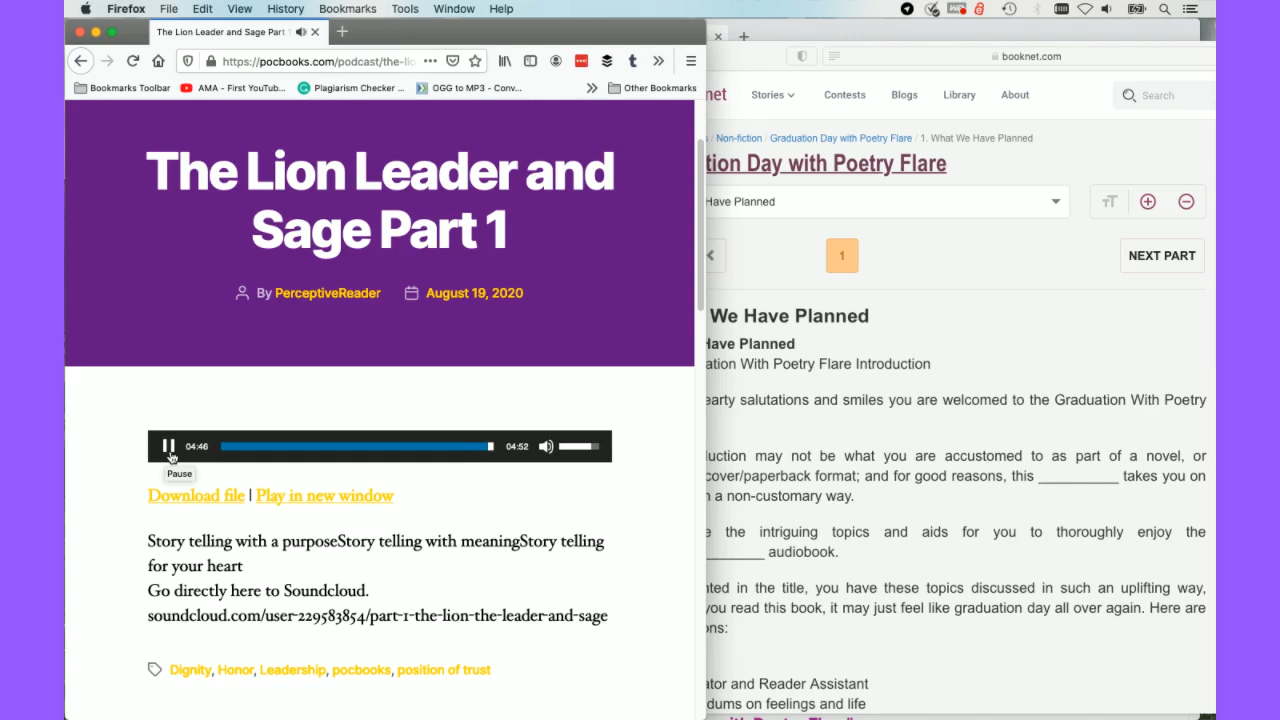 Firefox File Edit View History Bookmarks Tools Window Help
The Lion Leader and Sage Part 1
https://pocbooks.com/podcast/the-lio
Bookmarks Toolbar AMA - First YouTub... Plagiarism Checker ... OGG to MP3 - Conv... Other Bookmarks
The Lion Leader and
Sage Part 1
By PerceptiveReader August 19, 2020
04:46 04:52
Pause
Download file | Play in new window
Story telling with a purposeStory telling with meaningStory telling
for your heart
Go directly here to Soundcloud.
soundcloud.com/user-229583854/part-1-the-lion-the-leader-and-sage
Dignity, Honor, Leadership, pocbooks, position of trust
booknet.com
net Stories Contests Blogs Library About Search
/ Non-fiction / Graduation Day with Poetry Flare / 1. What We Have Planned
tion Day with Poetry Flare
Have Planned
1 NEXT PART
We Have Planned
Have Planned
ation With Poetry Flare Introduction
earty salutations and smiles you are welcomed to the Graduation With Poetry
duction may not be what you are accustomed to as part of a novel, or
cover/paperback format; and for good reasons, this __________ takes you on
n a non-customary way.
e the intriguing topics and aids for you to thoroughly enjoy the
_______ audiobook.
nted in the title, you have these topics discussed in such an uplifting way,
you read this book, it may just feel like graduation day all over again. Here are
ons:
ator and Reader Assistant
dums on feelings and life